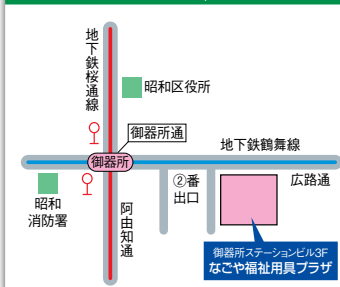 地下鉄桜通線
昭和区役所
御器所通
地下鉄鶴舞線
御器所
広路通
②番
出口
昭和
消防署
阿由知通
御器所ステーションビル3F
なごや福祉用具プラザ